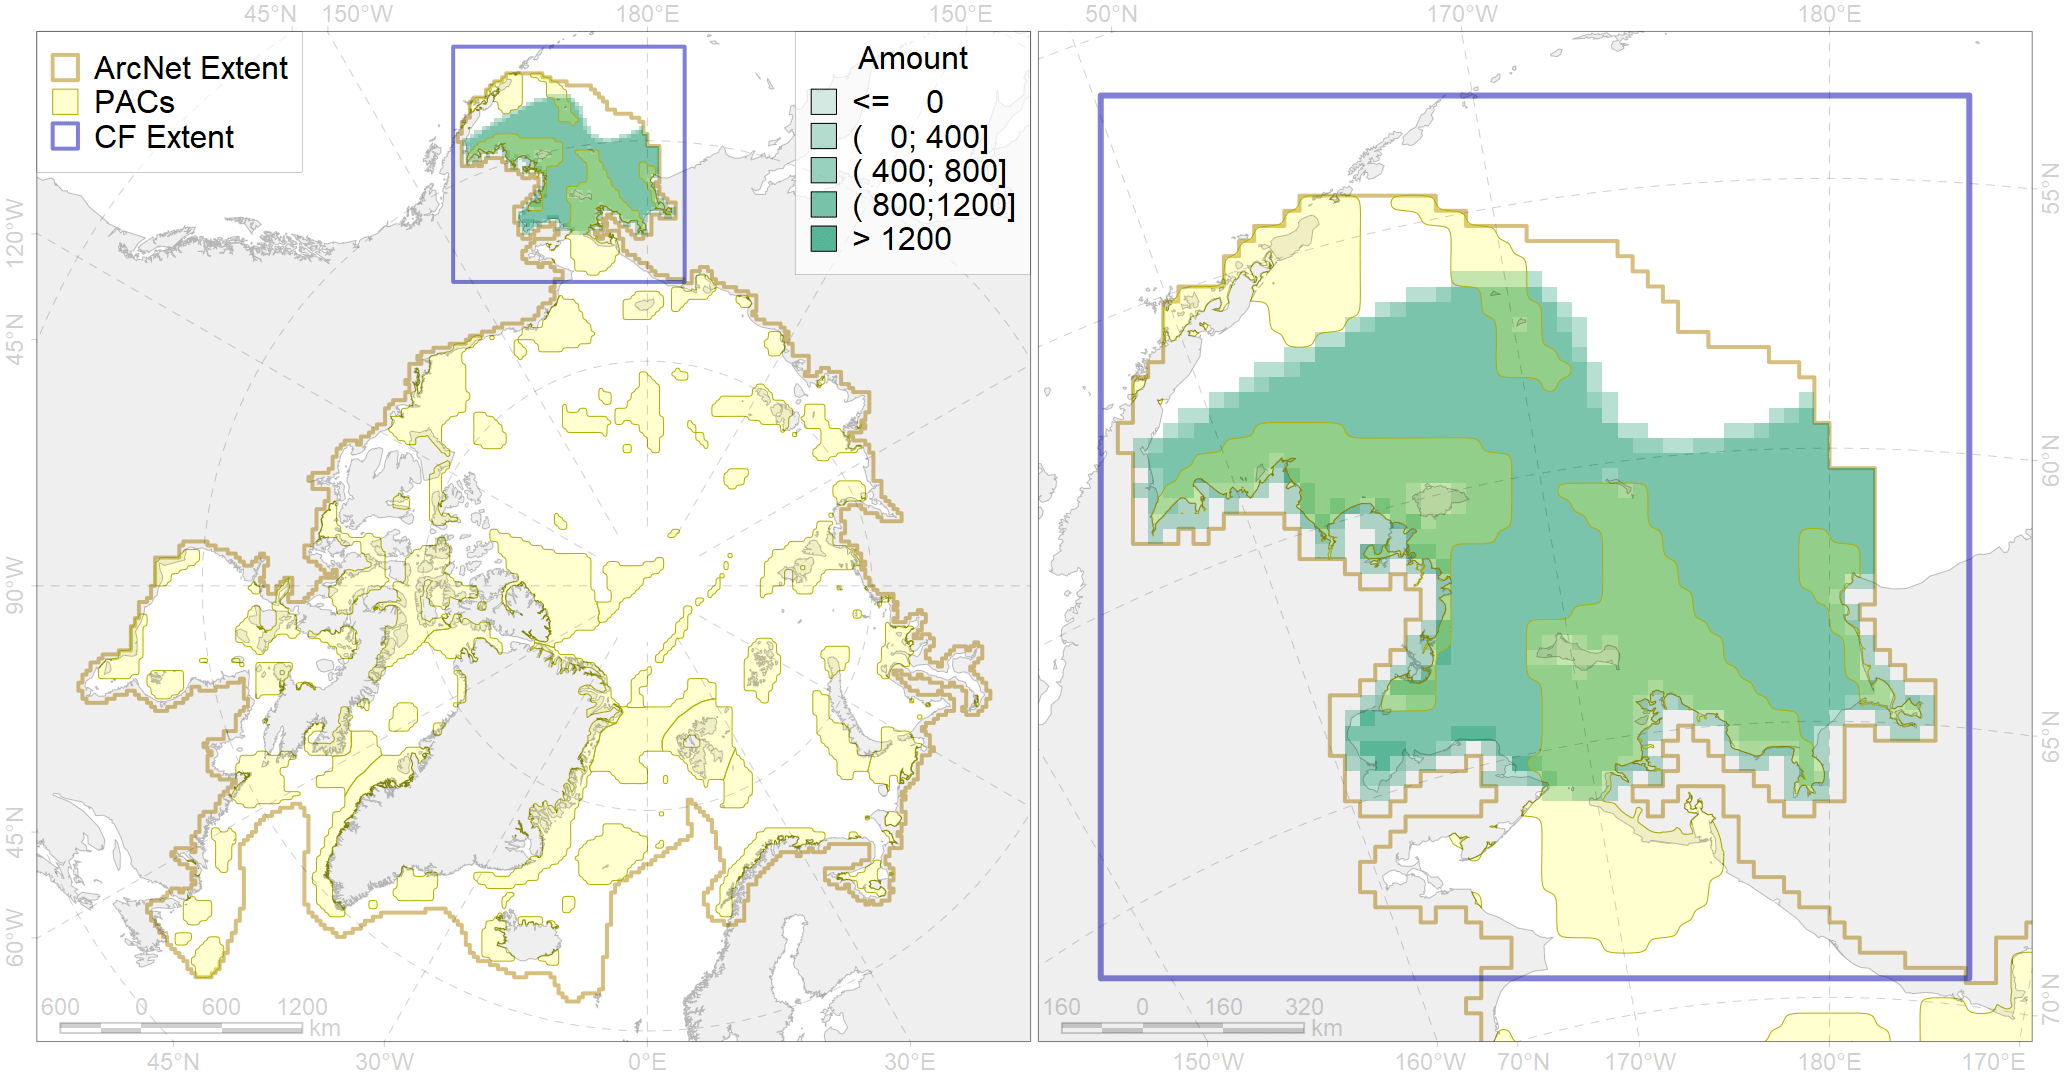 45°N 150°W 180°E 150°E
50°N 170°W 180°E
ArcNet Extent
PACs
CF Extent
Amount
<= 0
( 0; 400]
( 400; 800]
( 800;1200]
> 1200
120°W
45°N
90°W
45°N
60°W
55°N
60°N
65°N
70°N
600 0 600 1200
km
160 0 160 320
km
45°N 30°W 0°E 30°E
150°W 160°W 70°N 170°W 180°E 170°E